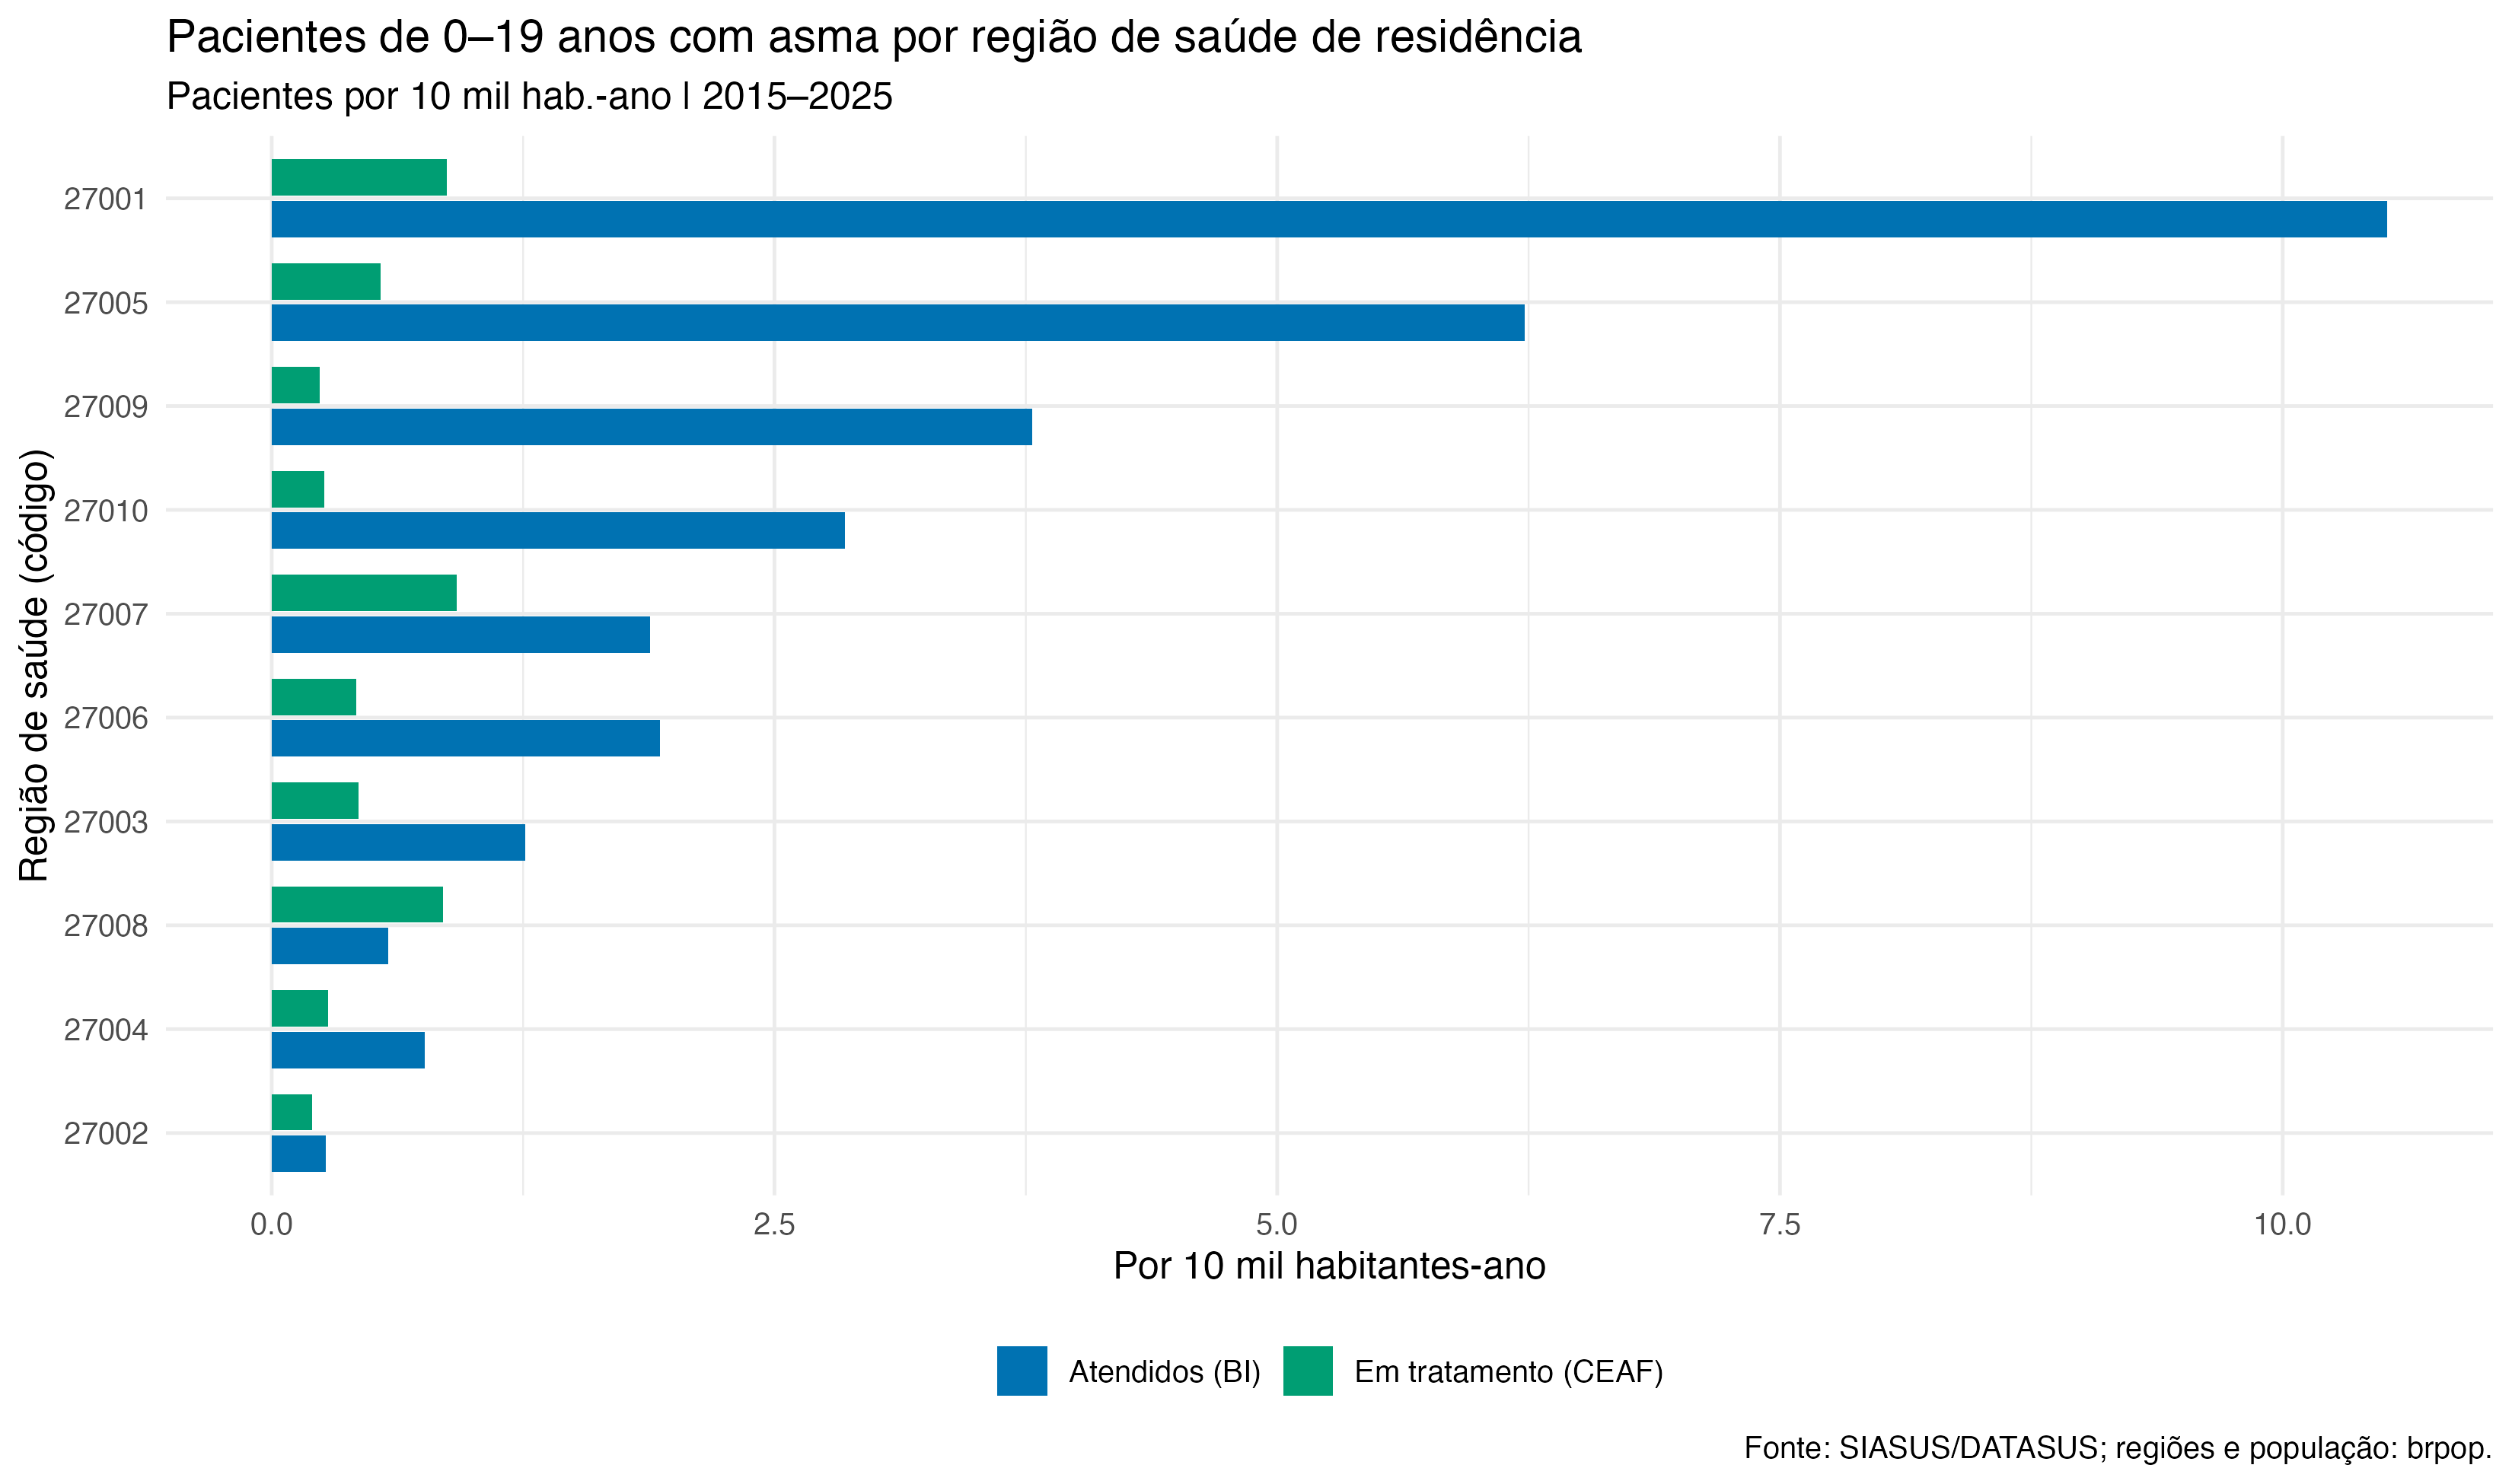 Pacientes de 0–19 anos com asma por região de saúde de residência
Pacientes por 10 mil hab.-ano | 2015–2025
Região de saúde (código)
27001
27005
27009
27010
27007
27006
27003
27008
27004
27002
0.0 2.5 5.0 7.5 10.0
Por 10 mil habitantes-ano
Atendidos (BI) Em tratamento (CEAF)
Fonte: SIASUS/DATASUS; regiões e população: brpop.